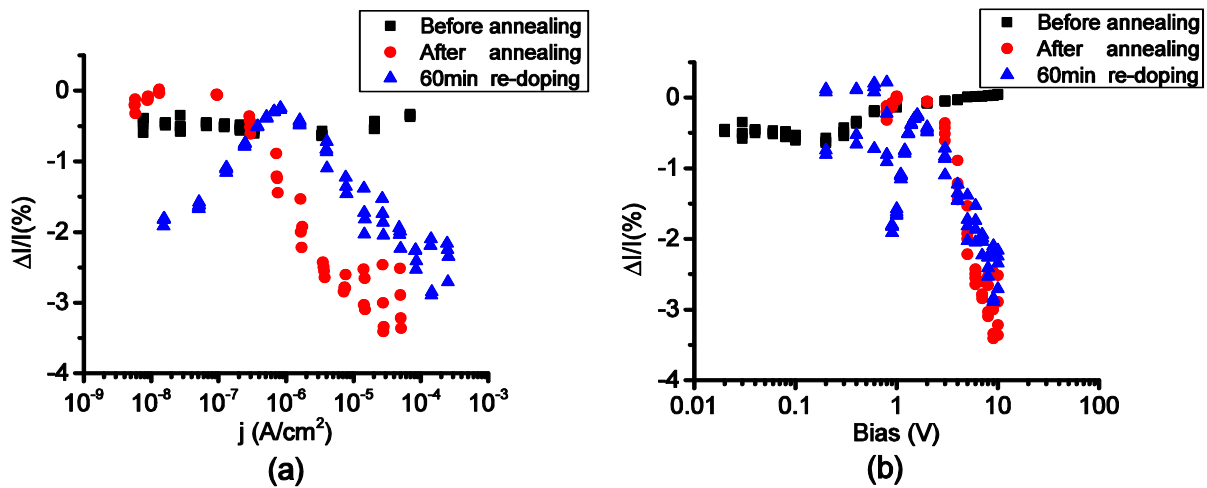 Before annealing
After annealing
60min re-doping
0
-1
-2
-3
-4
ΔI/I(%)
10-9
10-8
10-7
10-6
10-5
10-4
10-3
j (A/cm2)
(a)
Before annealing
After annealing
60min re-doping
0
-1
-2
-3
-4
ΔI/I(%)
0.01
0.1
1
10
100
Bias (V)
(b)